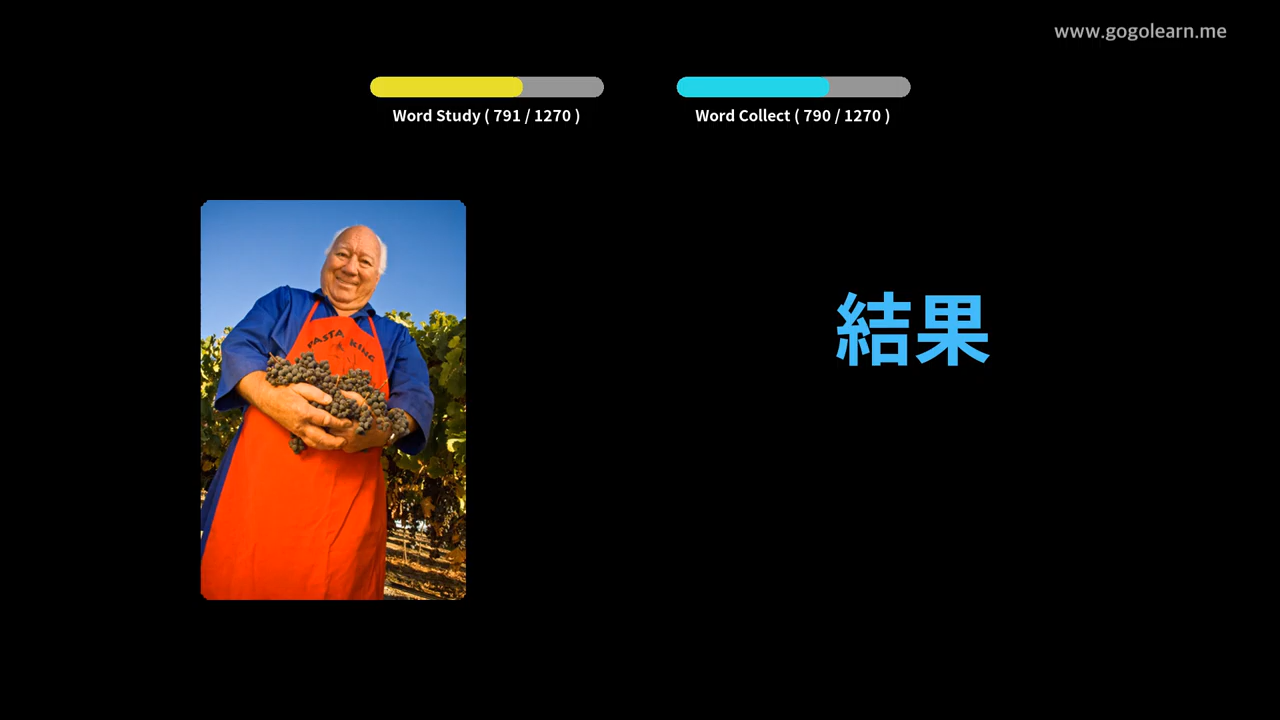 www.gogolearn.me
Word Study ( 791 / 1270 )
Word Collect ( 790 / 1270 )
PASTA KING
結果